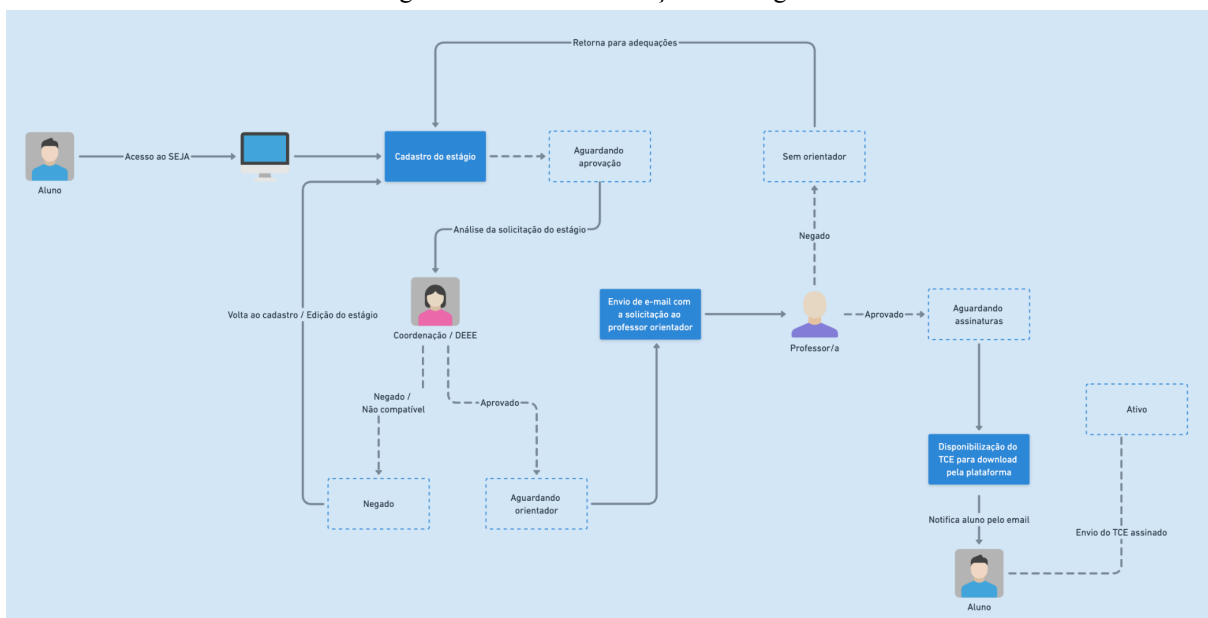 Retorna para adequações
Acesso ao SEJA
Aluno
Cadastro do estágio
Aguardando
aprovação
Sem orientador
Análise da solicitação do estágio
Negado
Volta ao cadastro / Edição do estágio
Coordenação / DEEE
Envio de e-mail com
a solicitação ao
professor orientador
Professor/a
Aprovado
Aguardando
assinaturas
Negado /
Não compatível
Aprovado
Ativo
Disponibilização do
TCE para download
pela plataforma
Negado
Aguardando
orientador
Notifica aluno pelo email
Envio do TCE assinado
Aluno